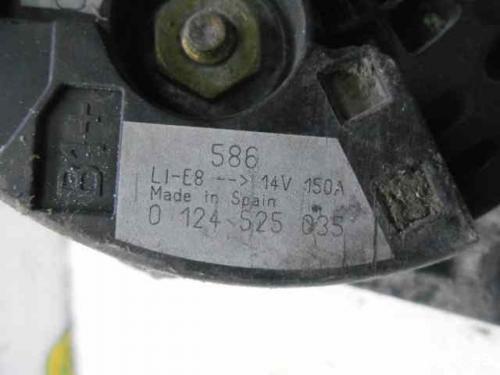 586
LI-E8 --> 14V 150A
Made in Spain
0 124 525 035
B+